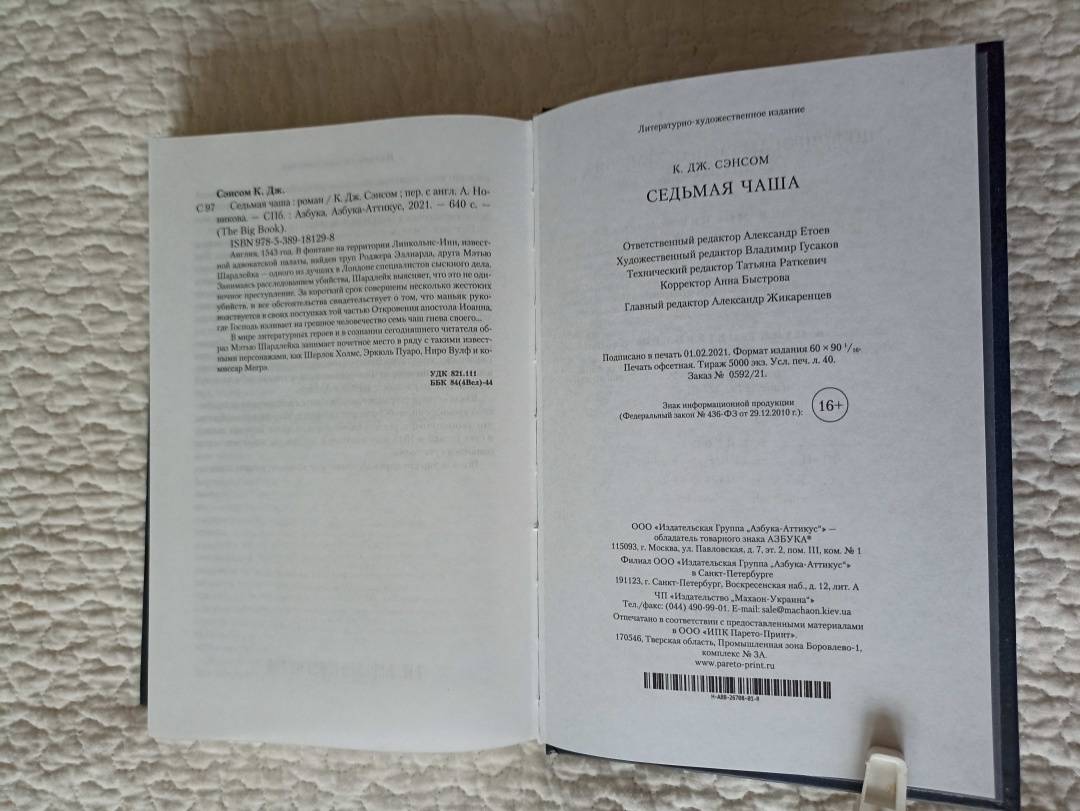 Сэнсом К. Дж.
С 97 Седьмая чаша : роман / К. Дж. Сэнсом ; пер. с англ. А. Но-
викова. — СПб. : Азбука, Азбука-Аттикус, 2021. — 640 с. —
(The Big Book).
ISBN 978-5-389-18129-8
Англия, 1543 год. В фонтане на территории Линкольнс-Инн, извест-
ной адвокатской палаты, найден труп Роджера Эллиарда, друга Мэтью
Шардлейка — одного из лучших в Лондоне специалистов сыскного дела.
Занимаясь расследованием убийства, Шардлейк выясняет, что это не оди-
ночное преступление. За короткий срок совершены несколько жестоких
убийств, и все обстоятельства свидетельствует о том, что маньяк руко-
водствуется в своих поступках той частью Откровения апостола Иоанна,
где Господь изливает на грешное человечество семь чаш гнева своего...
В мире литературных героев и в сознании сегодняшнего читателя об-
раз Мэтью Шардлейка занимает почетное место в ряду с такими извест-
ными персонажами, как Шерлок Холмс, Эркюль Пуаро, Ниро Вулф и ко-
миссар Мегрэ.
УДК 821.111
ББК 84(4Вел)-44
Литературно-художественное издание
К. ДЖ. СЭНСОМ
СЕДЬМАЯ ЧАША
Ответственный редактор Александр Етоев
Художественный редактор Владимир Гусаков
Технический редактор Татьяна Раткевич
Корректор Анна Быстрова
Главный редактор Александр Жикаренцев
Подписано в печать 01.02.2021. Формат издания 60 × 90 1/16.
Печать офсетная. Тираж 5000 экз. Усл. печ. л. 40.
Заказ № 0592/21.
Знак информационной продукции
(Федеральный закон № 436-ФЗ от 29.12.2010 г.):
16+
ООО «Издательская Группа „Азбука-Аттикус“» —
обладатель товарного знака АЗБУКА®
115093, г. Москва, ул. Павловская, д. 7, эт. 2, пом. III, ком. № 1
Филиал ООО «Издательская Группа „Азбука-Аттикус“»
в Санкт-Петербурге
191123, г. Санкт-Петербург, Воскресенская наб., д. 12, лит. А
ЧП «Издательство „Махаон-Украина“»
Тел./факс: (044) 490-99-01. E-mail: sale@machaon.kiev.ua
Отпечатано в соответствии с предоставленными материалами
в ООО «ИПК Парето-Принт».
170546, Тверская область, Промышленная зона Боровлево-1,
комплекс № 3А.
www.pareto-print.ru
H-ABB-26708-01-R